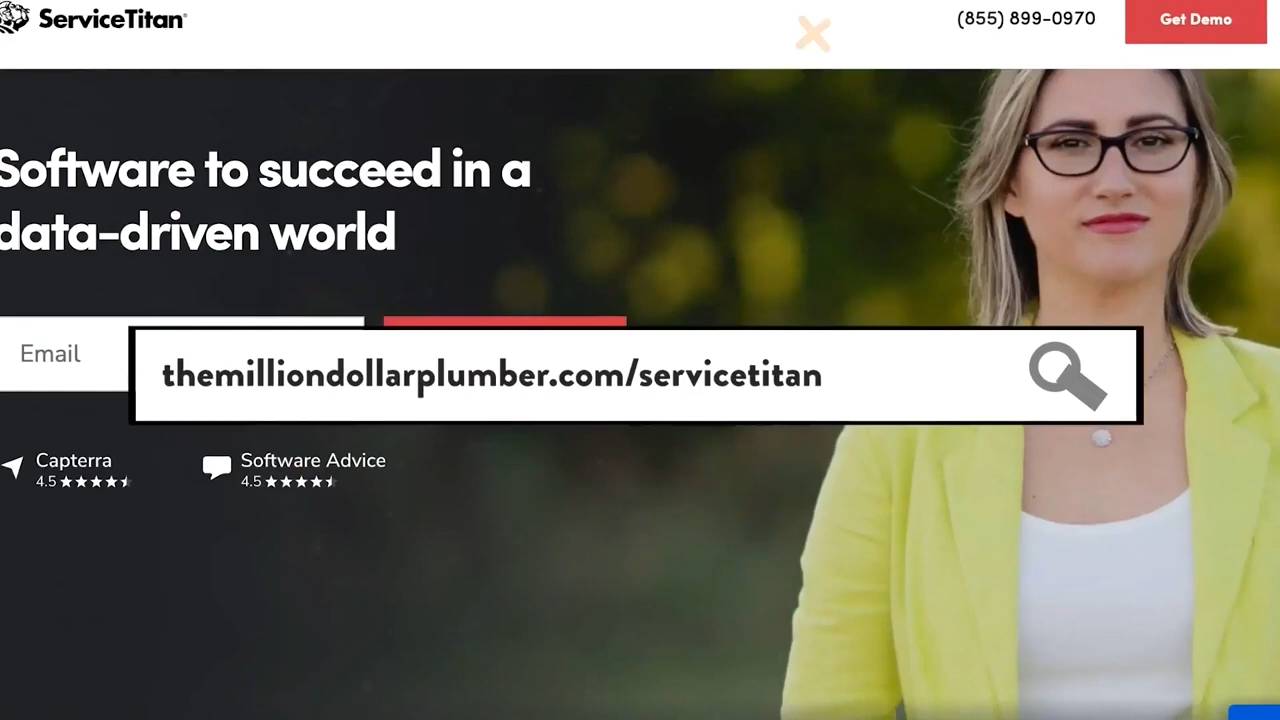 ServiceTitan
(855) 899-0970
Get Demo
Software to succeed in a
data-driven world
Email
themilliondollarplumber.com/servicetitan
Capterra
4.5
Software Advice
4.5